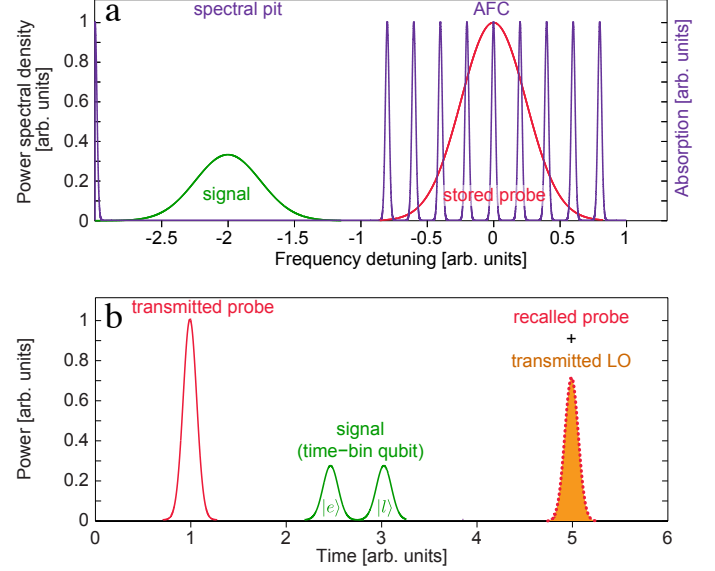 a
spectral pit
AFC
Power spectral density
[arb. units]
Absorption [arb. units]
1
0.8
0.6
0.4
0.2
0
signal
stored probe
-2.5 -2 -1.5 -1 -0.5 0 0.5 1
Frequency detuning [arb. units]
b
transmitted probe
recalled probe
+
transmitted LO
Power [arb. units]
1
0.8
0.6
0.4
0.2
0
signal
(time−bin qubit)
|e⟩ |l⟩
0 1 2 3 4 5 6
Time [arb. units]